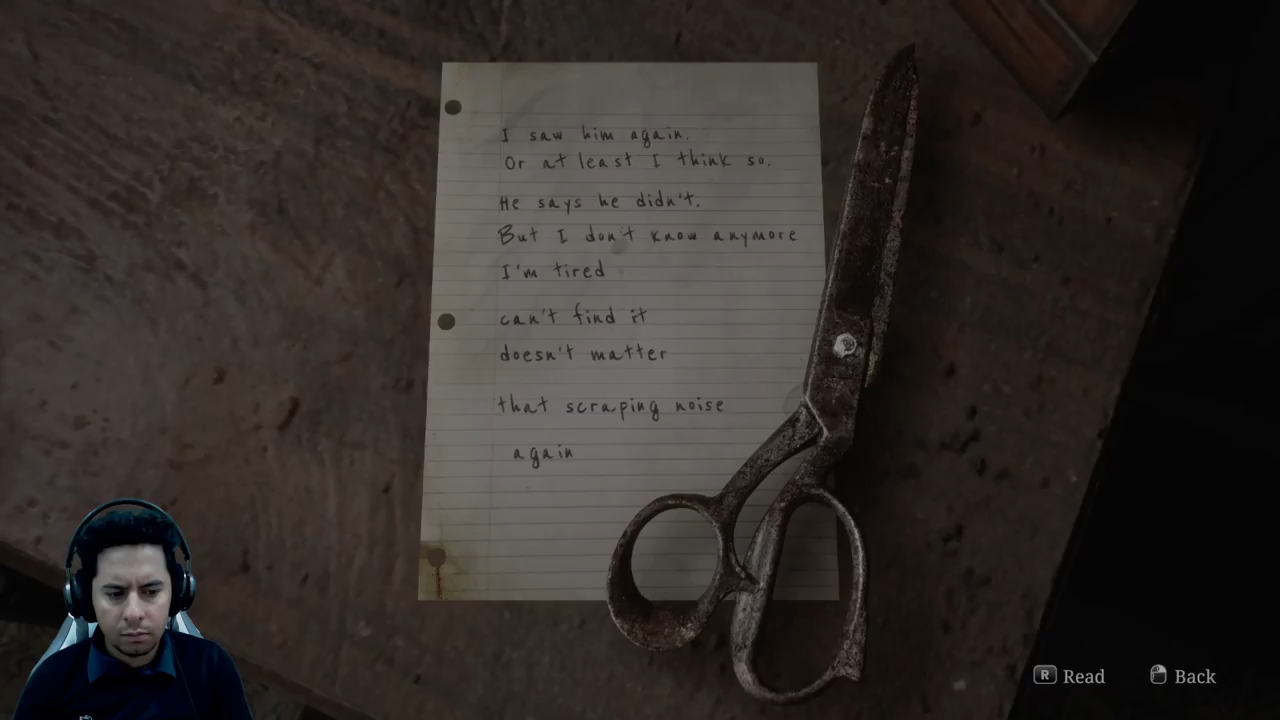 I saw him again.
Or at least I think so.
He says he didn't.
But I don't know anymore
I'm tired
can't find it
doesn't matter
that scraping noise
again
R Read
Back